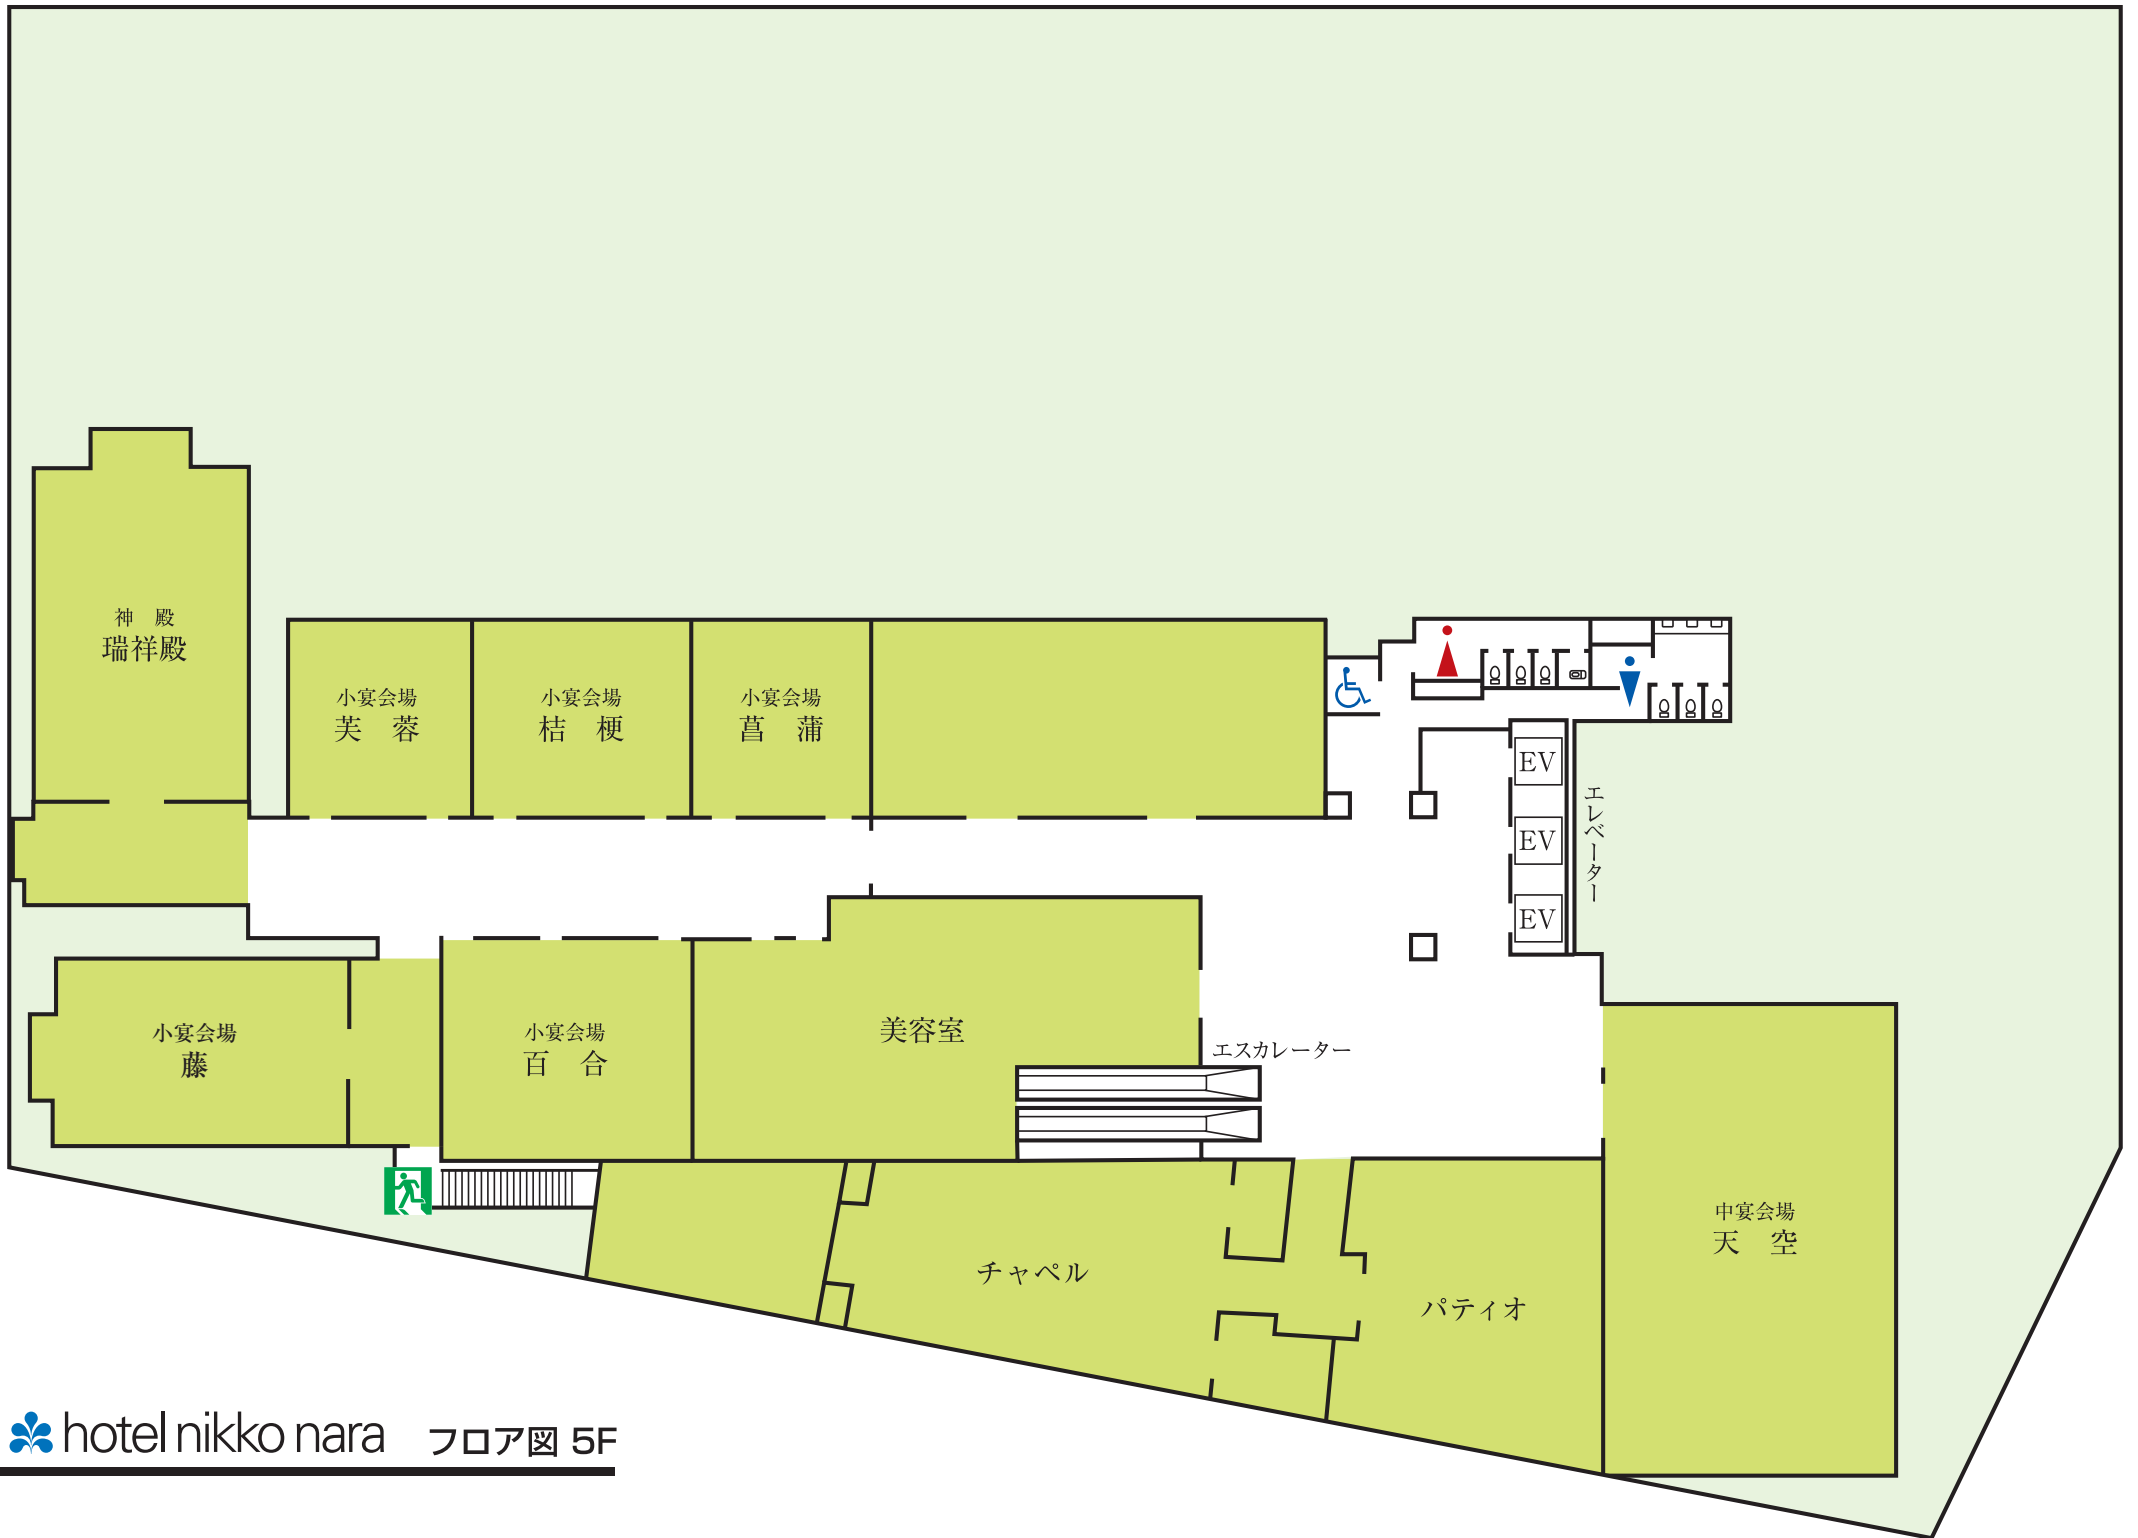 神　殿
瑞祥殿
小宴会場
芙　蓉
小宴会場
桔　梗
小宴会場
菖　蒲
EV
EV
EV
エレベーター
小宴会場
藤
小宴会場
百　合
美容室
エスカレーター
チャペル
パティオ
中宴会場
天　空
hotel nikko nara フロア図 5F